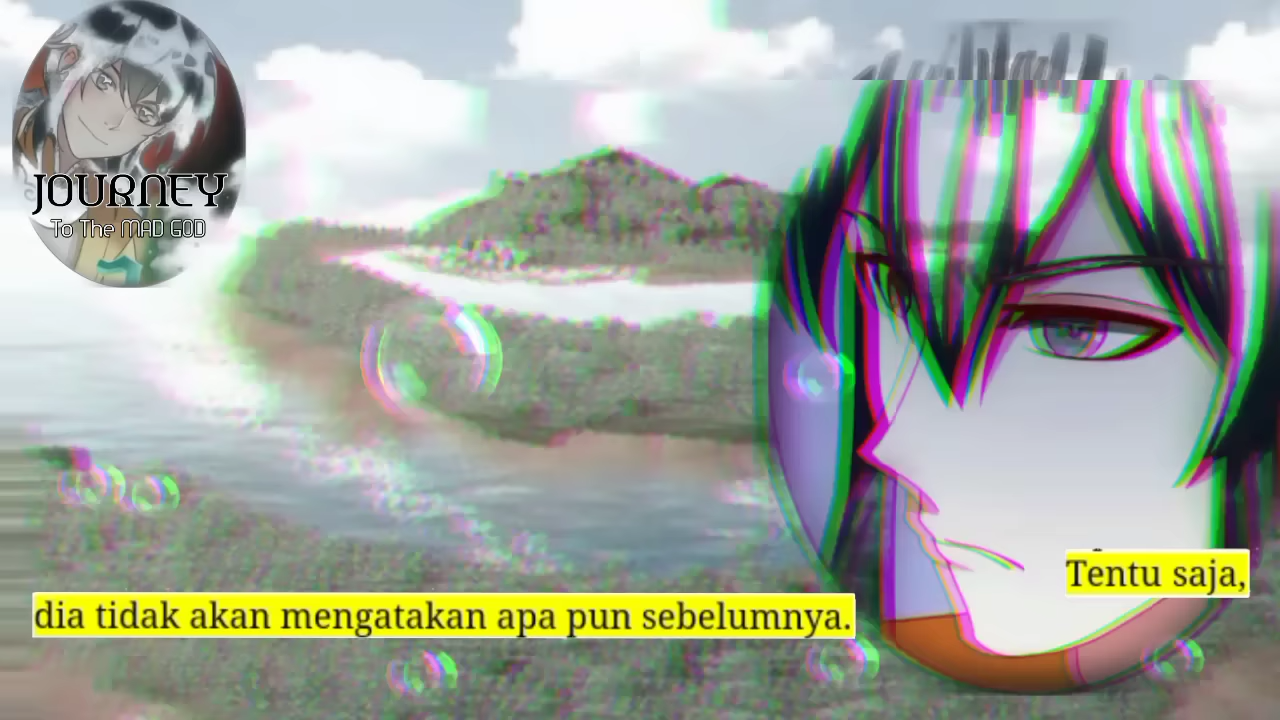 JOURNEY
To The MAD GOD
Tentu saja,
dia tidak akan mengatakan apa pun sebelumnya.